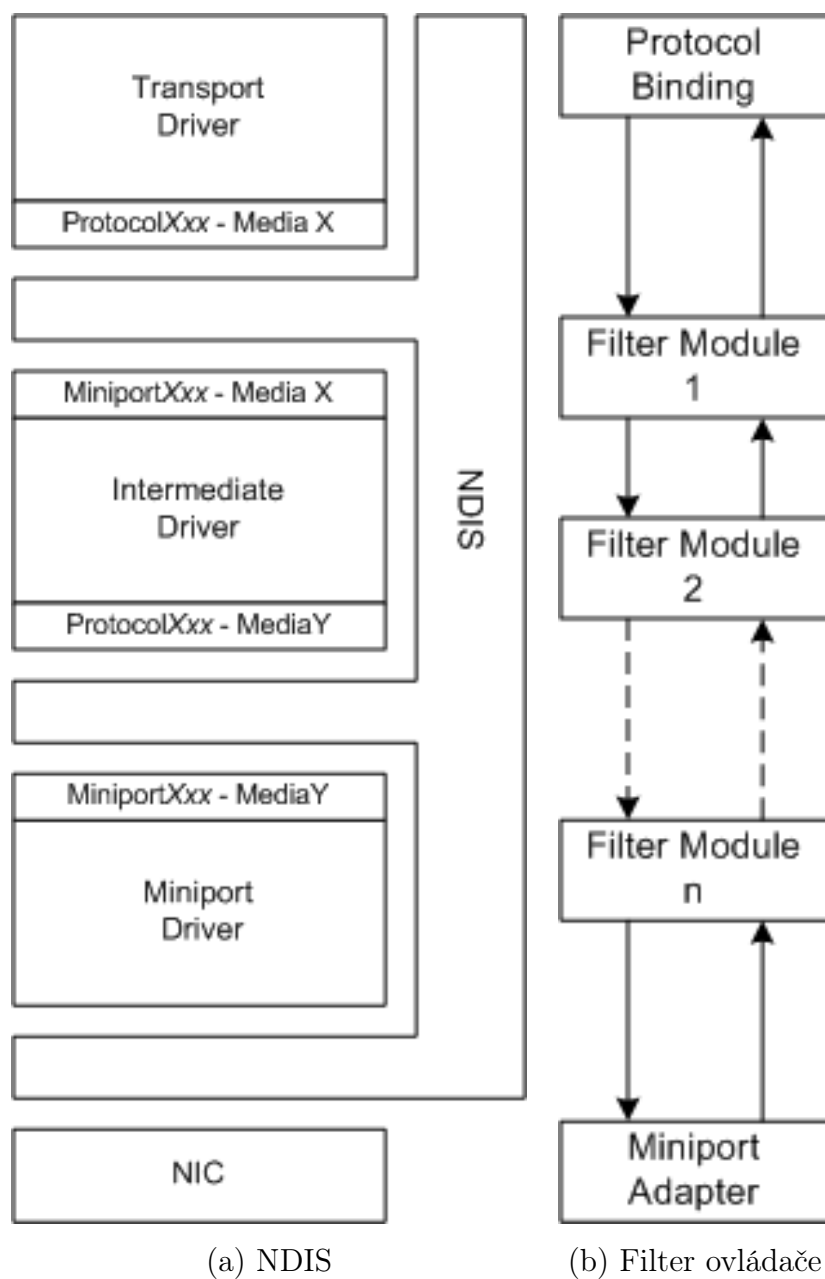 Transport
Driver
ProtocolXxx - Media X
MiniportXxx - Media X
Intermediate
Driver
ProtocolXxx - MediaY
MiniportXxx - MediaY
Miniport
Driver
NIC
NDIS
(a) NDIS
Protocol
Binding
Filter Module
1
Filter Module
2
Filter Module
n
Miniport
Adapter
(b) Filter ovládače